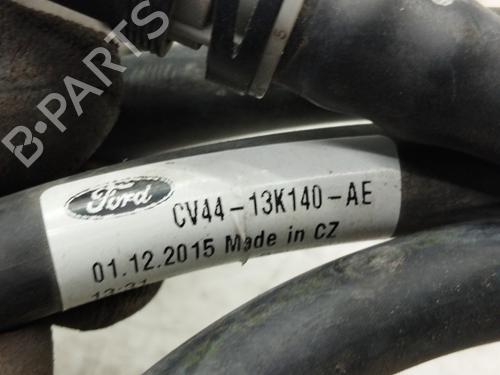 B-PARTS
Ford
CV44-13K140-AE
01.12.2015 Made in CZ